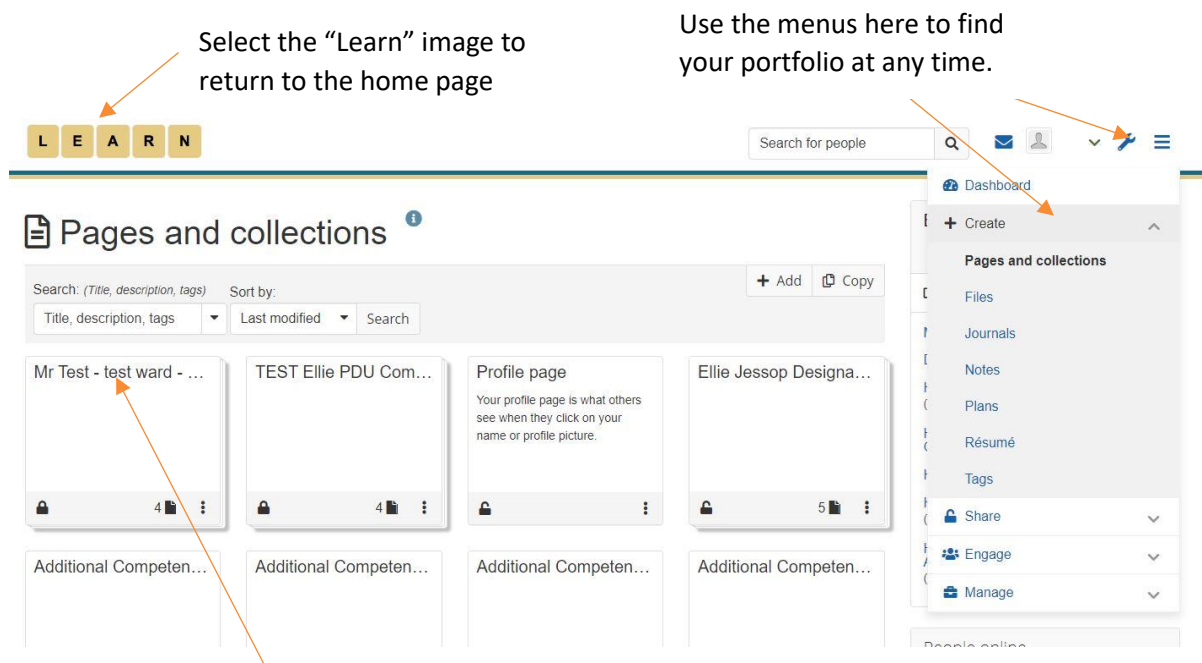 Select the “Learn” image to
return to the home page
Use the menus here to find
your portfolio at any time.
L E A R N
Search for people
Dashboard
Create
Pages and collections
Files
Journals
Notes
Plans
Résumé
Tags
Share
Engage
Manage
Pages and collections
Add
Copy
Search: (Title, description, tags)
Sort by:
Title, description, tags
Last modified
Search
Mr Test - test ward - ...
4
TEST Ellie PDU Com...
4
Profile page
Your profile page is what others
see when they click on your
name or profile picture.
Ellie Jessop Designa...
5
Additional Competen...
Additional Competen...
Additional Competen...
Additional Competen...
People online